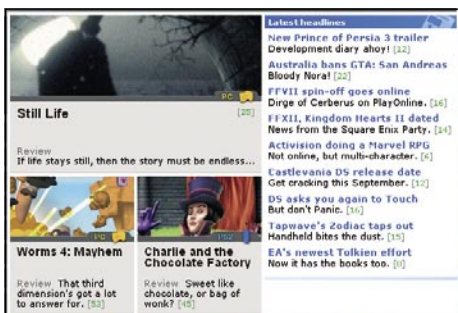 PC
Still Life [25]
Review
If life stays still, then the story must be endless...
PC
Worms 4: Mayhem
Review That third
dimension's got a lot
to answer for. [53]
PS2
Charlie and the
Chocolate Factory
Review Sweet like
chocolate, or bag of
wonk? [45]
Latest headlines
New Prince of Persia 3 trailer
Development diary ahoy! [12]
Australia bans GTA: San Andreas
Bloody Nora! [22]
FFVII spin-off goes online
Dirge of Cerberus on PlayOnline. [16]
FFXII, Kingdom Hearts II dated
News from the Square Enix Party. [14]
Activision doing a Marvel RPG
Not online, but multi-character. [6]
Castlevania DS release date
Get cracking this September. [12]
DS asks you again to Touch
But don't Panic. [16]
Tapwave's Zodiac taps out
Handheld bites the dust. [15]
EA's newest Tolkien effort
Now it has the books too. [0]